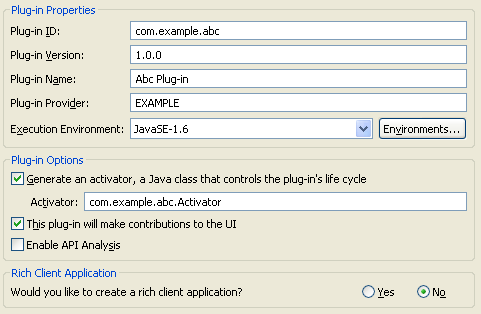 Plug-in Properties
Plug-in ID: com.example.abc
Plug-in Version: 1.0.0
Plug-in Name: Abc Plug-in
Plug-in Provider: EXAMPLE
Execution Environment: JavaSE-1.6 Environments...
Plug-in Options
Generate an activator, a Java class that controls the plug-in's life cycle
Activator: com.example.abc.Activator
This plug-in will make contributions to the UI
Enable API Analysis
Rich Client Application
Would you like to create a rich client application? Yes No